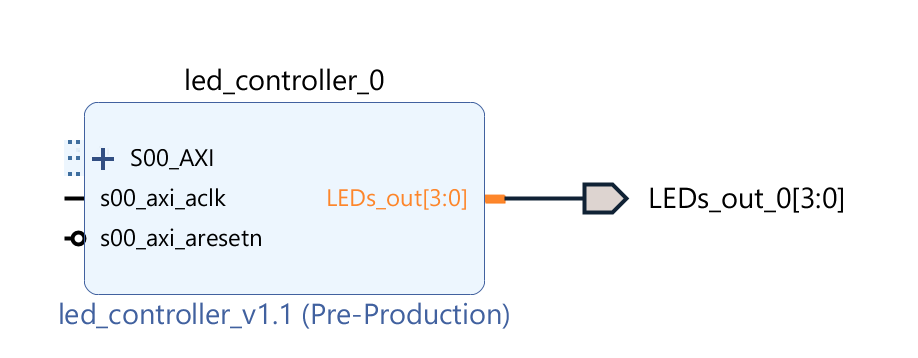 led_controller_0
S00_AXI
s00_axi_aclk
LEDs_out[3:0]
LEDs_out_0[3:0]
s00_axi_aresetn
led_controller_v1.1 (Pre-Production)